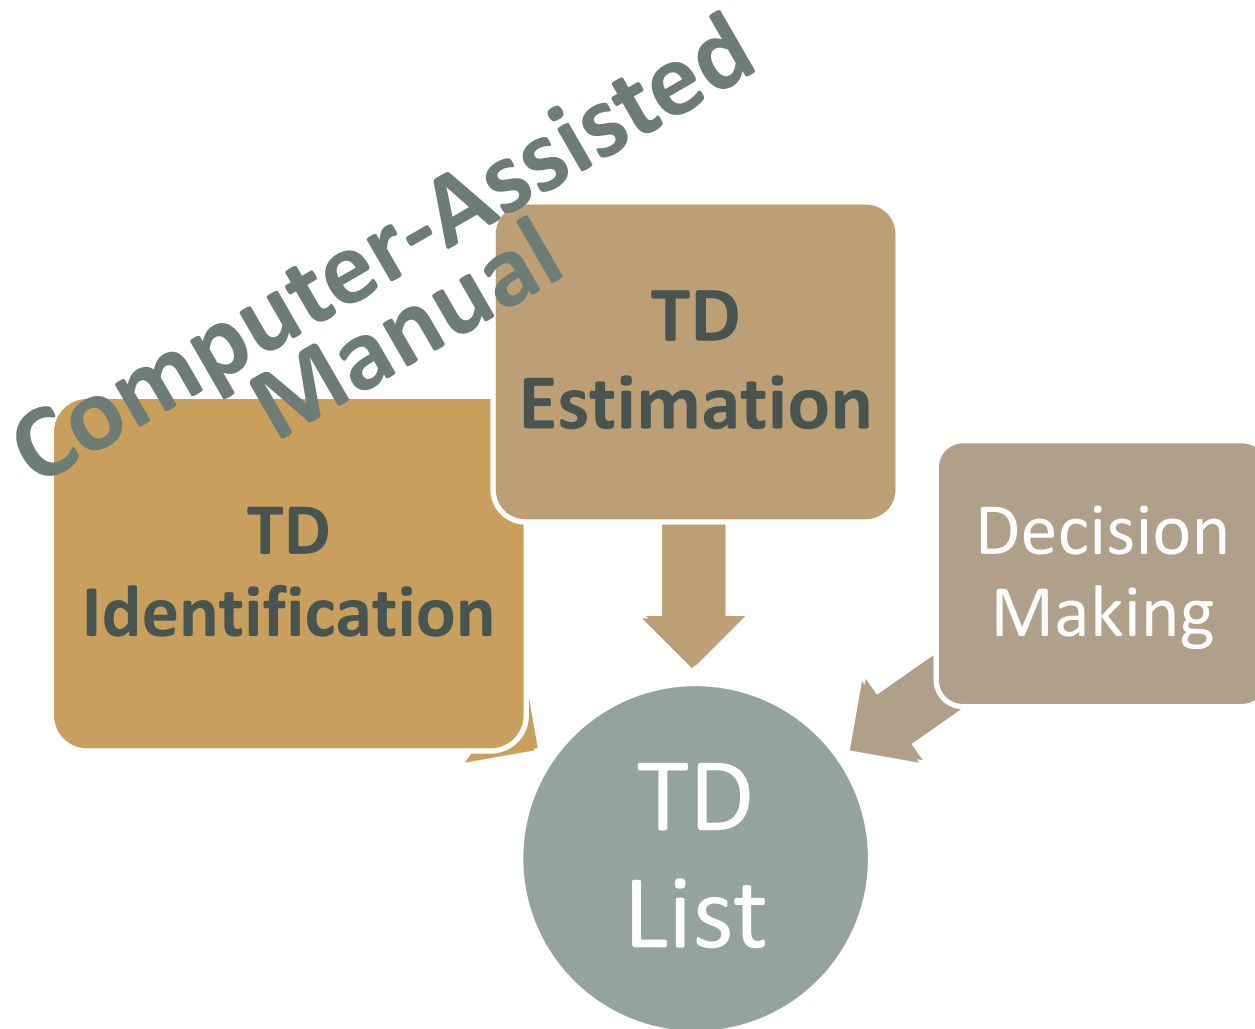 Computer-Assisted
Manual
TD
Estimation
TD
Identification
Decision
Making
TD
List